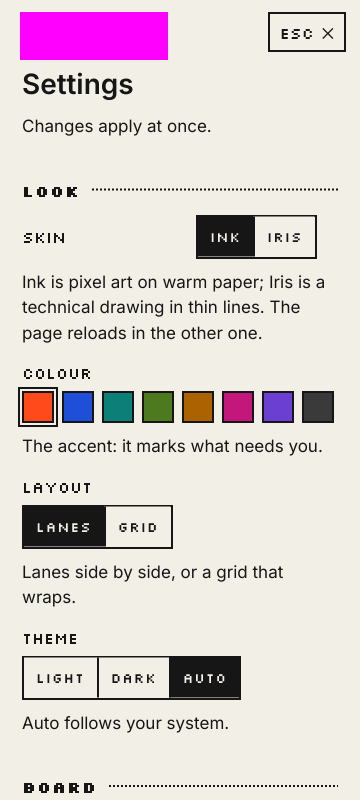 ESC ×
Settings
Changes apply at once.
LOOK
SKIN
INK IRIS
Ink is pixel art on warm paper; Iris is a
technical drawing in thin lines. The
page reloads in the other one.
COLOUR
The accent: it marks what needs you.
LAYOUT
LANES GRID
Lanes side by side, or a grid that
wraps.
THEME
LIGHT DARK AUTO
Auto follows your system.
BOARD